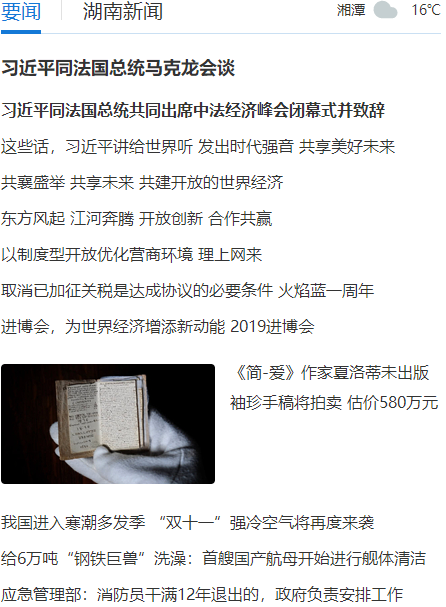 要闻 湖南新闻 湘潭 16℃
习近平同法国总统马克龙会谈
习近平同法国总统共同出席中法经济峰会闭幕式并致辞
这些话，习近平讲给世界听 发出时代强音 共享美好未来
共襄盛举 共享未来 共建开放的世界经济
东方风起 江河奔腾 开放创新 合作共赢
以制度型开放优化营商环境 理上网来
取消已加征关税是达成协议的必要条件 火焰蓝一周年
进博会，为世界经济增添新动能 2019进博会
《简-爱》作家夏洛蒂未出版
袖珍手稿将拍卖 估价580万元
我国进入寒潮多发季 “双十一”强冷空气将再度来袭
给6万吨“钢铁巨兽”洗澡：首艘国产航母开始进行舰体清洁
应急管理部：消防员干满12年退出的，政府负责安排工作